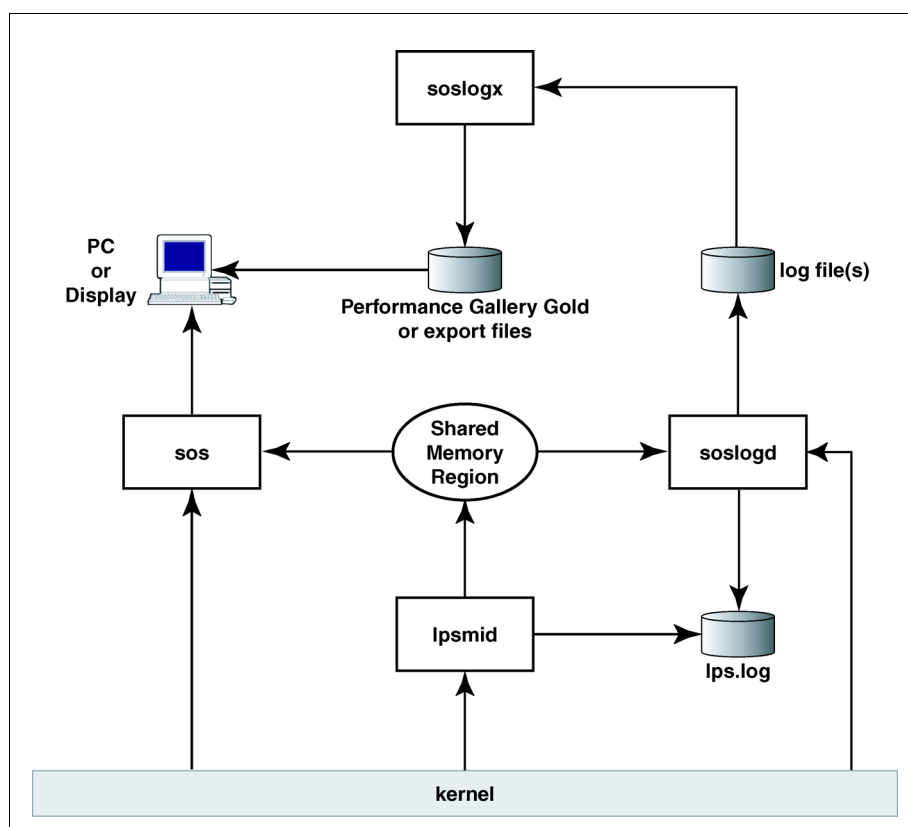 soslogx
PC
or
Display
log file(s)
Performance Gallery Gold
or export files
sos
Shared
Memory
Region
soslogd
lpsmid
lps.log
kernel